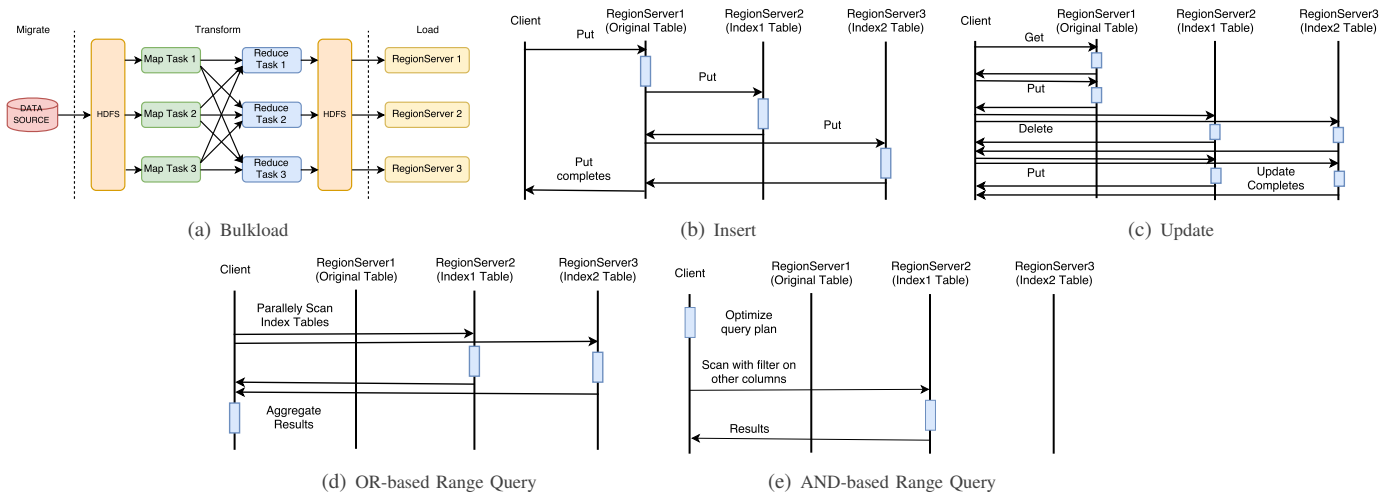 Migrate
Transform
Load
DATA
SOURCE
HDFS
Map Task 1
Map Task 2
Map Task 3
Reduce
Task 1
Reduce
Task 2
Reduce
Task 3
HDFS
RegionServer 1
RegionServer 2
RegionServer 3
(a) Bulkload
Client
RegionServer1
(Original Table)
RegionServer2
(Index1 Table)
RegionServer3
(Index2 Table)
Put
Put
Put
Put
completes
(b) Insert
Client
RegionServer1
(Original Table)
RegionServer2
(Index1 Table)
RegionServer3
(Index2 Table)
Get
Put
Delete
Put
Update
Completes
(c) Update
Client
RegionServer1
(Original Table)
RegionServer2
(Index1 Table)
RegionServer3
(Index2 Table)
Parallely Scan
Index Tables
Aggregate
Results
(d) OR-based Range Query
Client
RegionServer1
(Original Table)
RegionServer2
(Index1 Table)
RegionServer3
(Index2 Table)
Optimize
query plan
Scan with filter on
other columns
Results
(e) AND-based Range Query